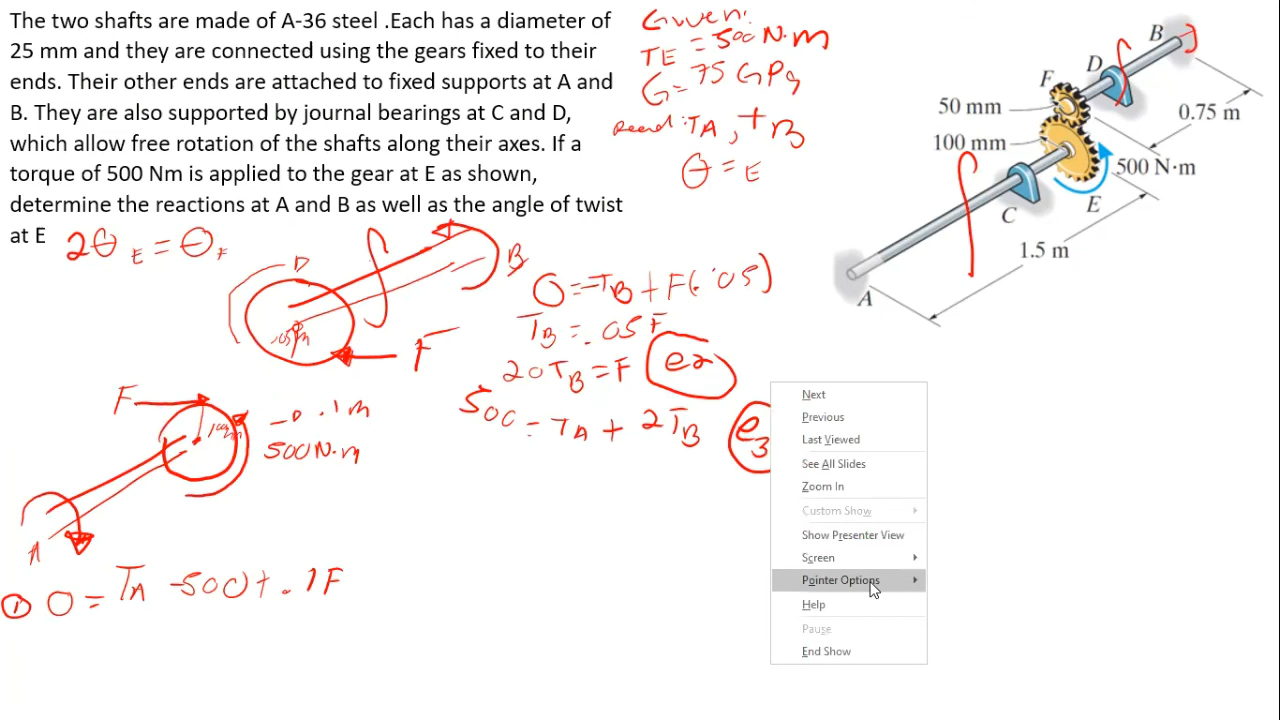 The two shafts are made of A-36 steel .Each has a diameter of
25 mm and they are connected using the gears fixed to their
ends. Their other ends are attached to fixed supports at A and
B. They are also supported by journal bearings at C and D,
which allow free rotation of the shafts along their axes. If a
torque of 500 Nm is applied to the gear at E as shown,
determine the reactions at A and B as well as the angle of twist
at E
Given:
TE = 500 N.m
G = 75 GPa
TA, TB
θ = E
2θE = θF
D
B
.05m
F
0 = -TB + F(.05)
TB = .05F
20TB = F e2
500 = TA + 2TB e3
F
100m
.1m
500N.m
A
1 0 = TA -500 + .1F
B
D
F
50 mm
0.75 m
100 mm
500 N·m
E
C
1.5 m
A
Next
Previous
Last Viewed
See All Slides
Zoom In
Custom Show
Show Presenter View
Screen
Pointer Options
Help
Pause
End Show